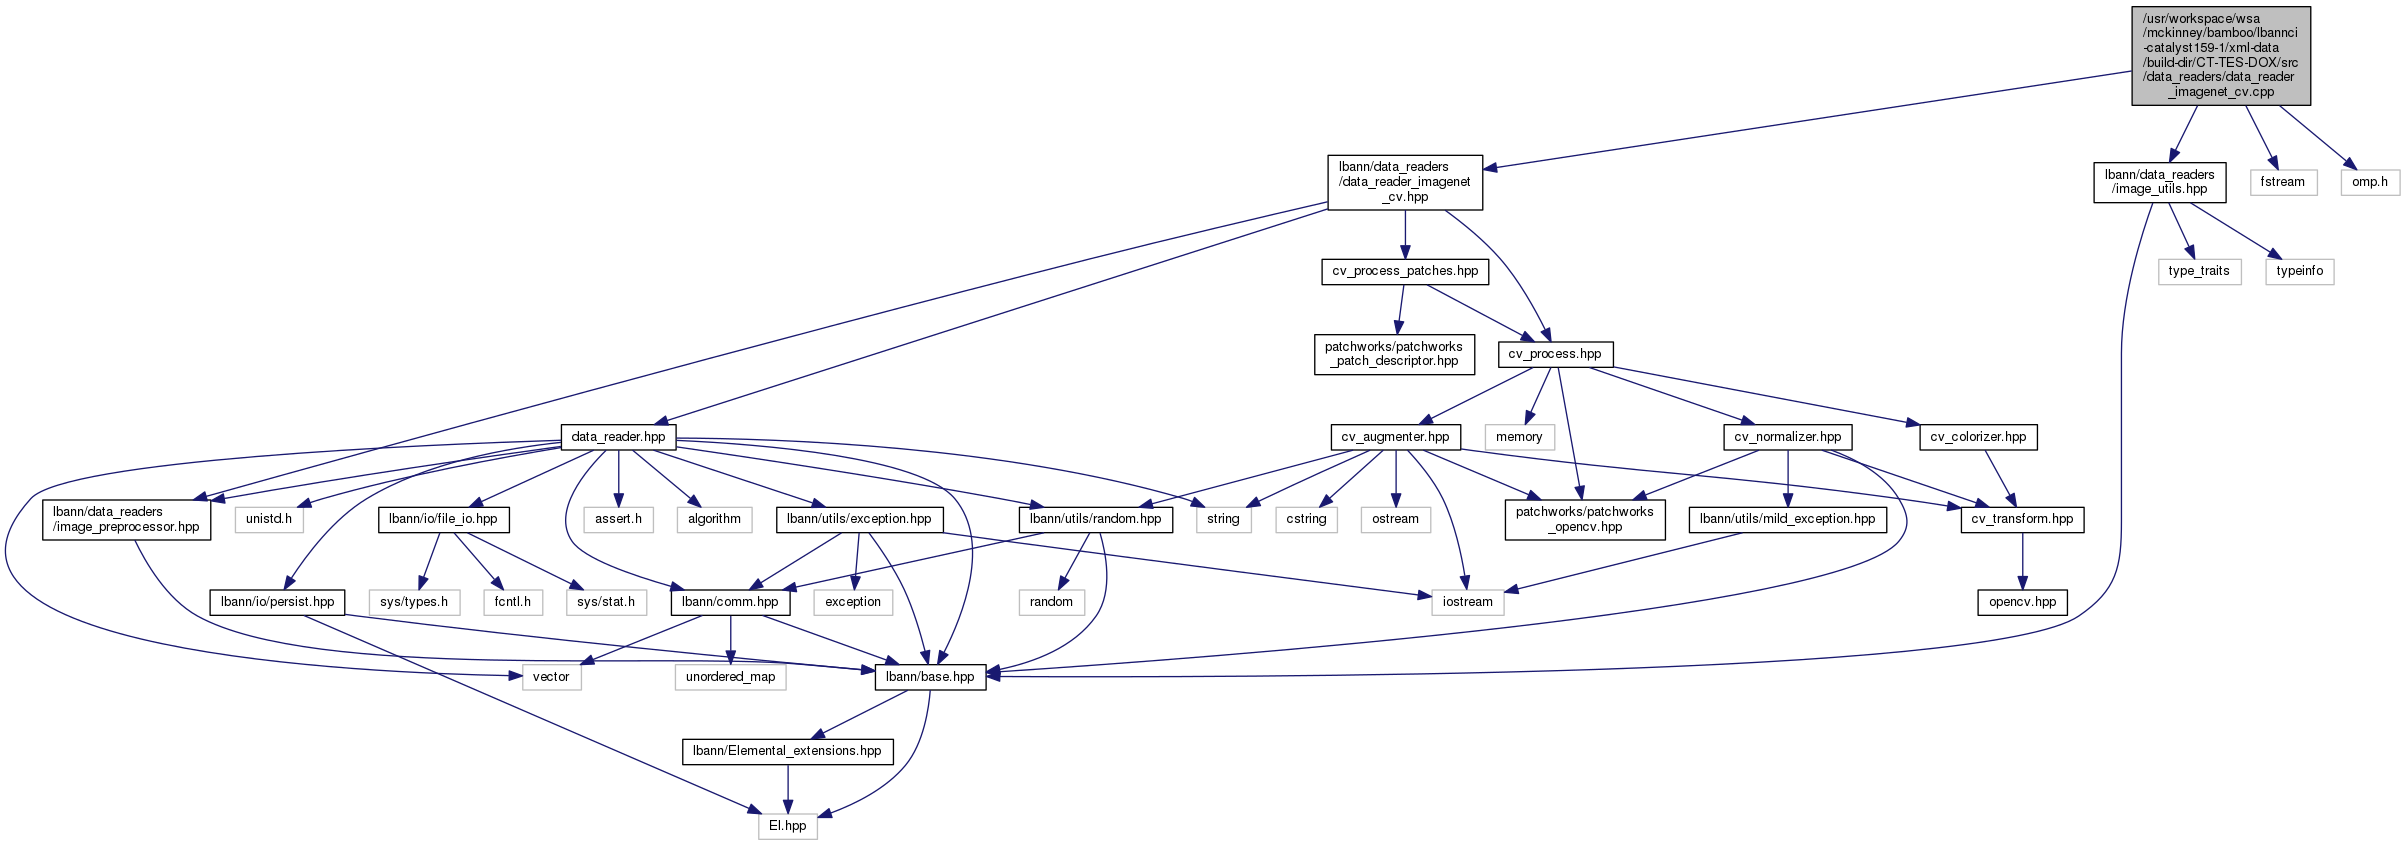 /usr/workspace/wsa
/mckinney/bamboo/lbannci
-catalyst159-1/xml-data
/build-dir/CT-TES-DOX/src
/data_readers/data_reader
_imagenet_cv.cpp
lbann/data_readers
/data_reader_imagenet
_cv.hpp
lbann/data_readers
/image_utils.hpp
fstream
omp.h
cv_process_patches.hpp
type_traits
typeinfo
patchworks/patchworks
_patch_descriptor.hpp
cv_process.hpp
data_reader.hpp
cv_augmenter.hpp
memory
cv_normalizer.hpp
cv_colorizer.hpp
lbann/data_readers
/image_preprocessor.hpp
unistd.h
lbann/io/file_io.hpp
assert.h
algorithm
lbann/utils/exception.hpp
lbann/utils/random.hpp
string
cstring
ostream
patchworks/patchworks
_opencv.hpp
lbann/utils/mild_exception.hpp
cv_transform.hpp
lbann/io/persist.hpp
sys/types.h
fcntl.h
sys/stat.h
lbann/comm.hpp
exception
random
iostream
opencv.hpp
vector
unordered_map
lbann/base.hpp
lbann/Elemental_extensions.hpp
El.hpp